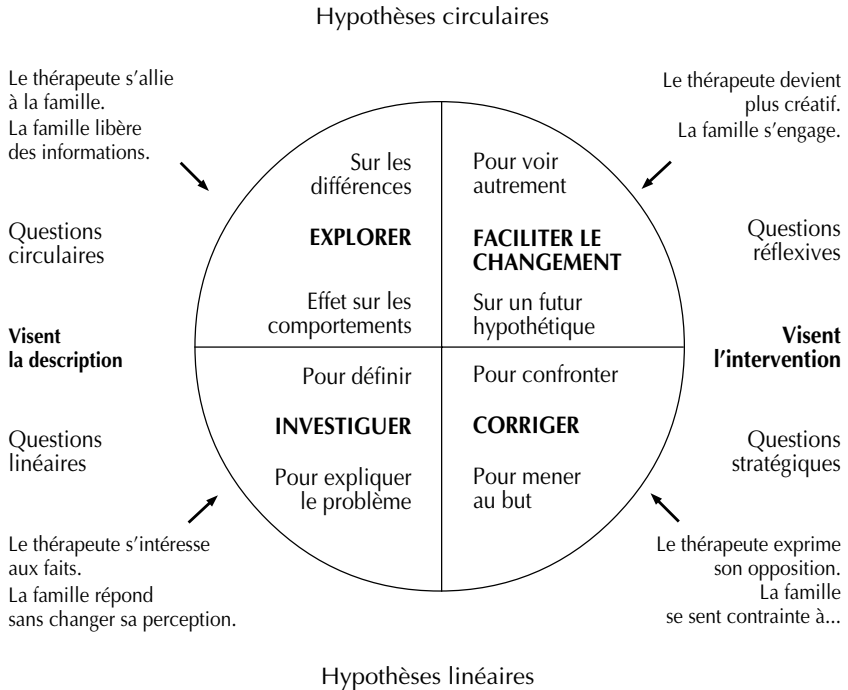 Hypothèses circulaires
Le thérapeute s’allie
à la famille.
La famille libère
des informations.
Le thérapeute devient
plus créatif.
La famille s’engage.
Sur les
différences
EXPLORER
Effet sur les
comportements
Pour voir
autrement
FACILITER LE
CHANGEMENT
Sur un futur
hypothétique
Questions
circulaires
Questions
réflexives
Visent
la description
Visent
l’intervention
Pour définir
INVESTIGUER
Pour expliquer
le problème
Pour confronter
CORRIGER
Pour mener
au but
Questions
linéaires
Questions
stratégiques
Le thérapeute s’intéresse
aux faits.
La famille répond
sans changer sa perception.
Le thérapeute exprime
son opposition.
La famille
se sent contrainte à...
Hypothèses linéaires